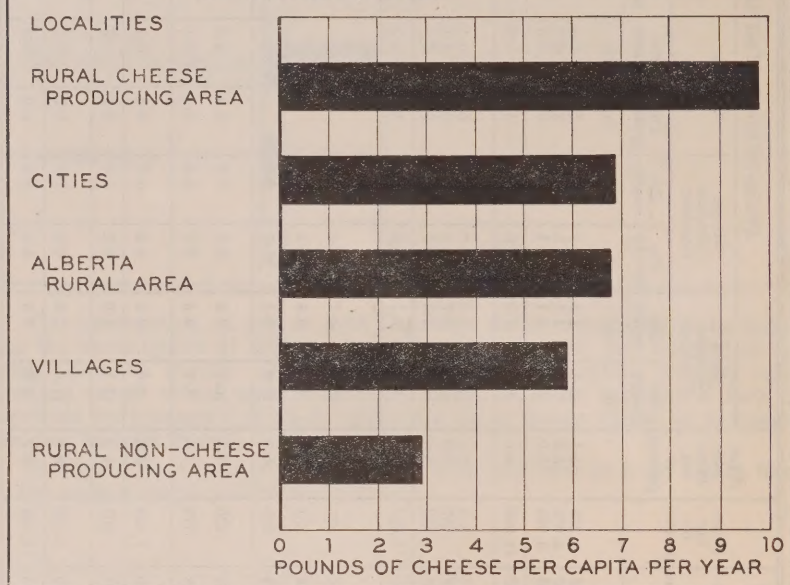 LOCALITIES
RURAL CHEESE
PRODUCING AREA
CITIES
ALBERTA
RURAL AREA
VILLAGES
RURAL NON-CHEESE
PRODUCING AREA
0 1 2 3 4 5 6 7 8 9 10
POUNDS OF CHEESE PER CAPITA PER YEAR